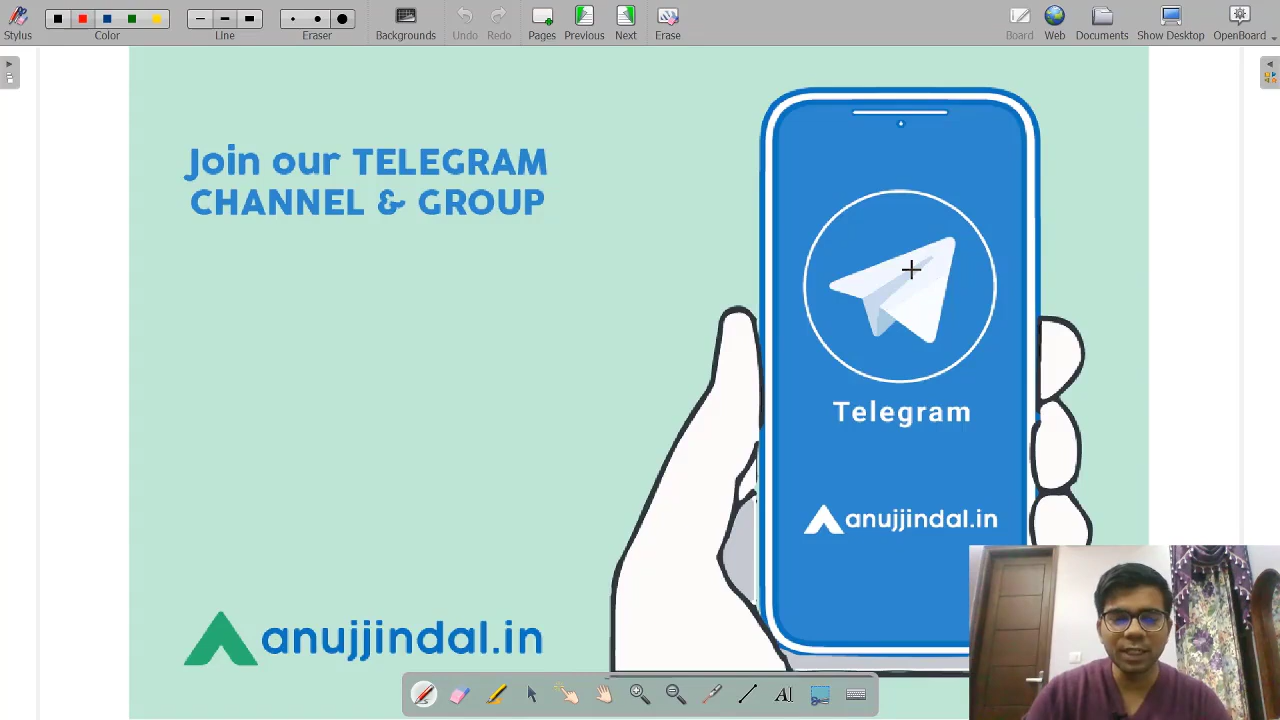 Stylus
Color
Line
Eraser
Backgrounds
Undo
Redo
Pages
Previous
Next
Erase
Board
Web
Documents
Show Desktop
OpenBoard
Join our TELEGRAM
CHANNEL & GROUP
Telegram
anujjindal.in
anujjindal.in
AI